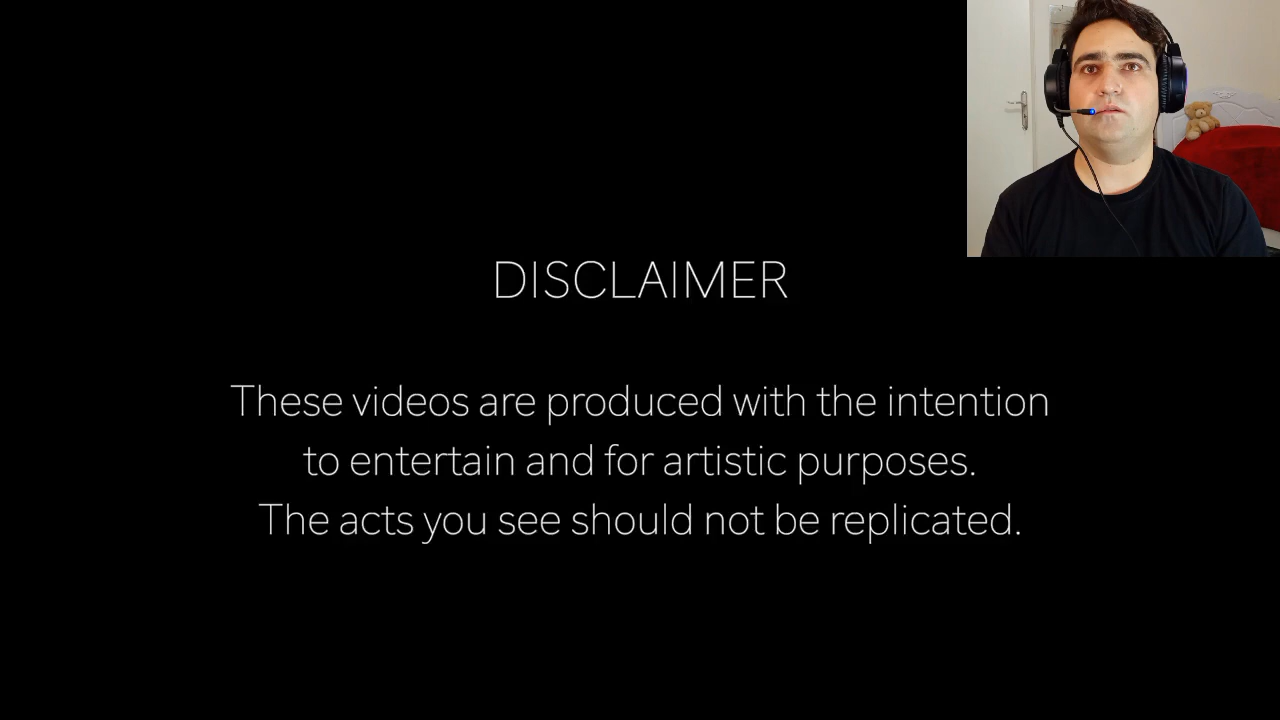 DISCLAIMER
These videos are produced with the intention
to entertain and for artistic purposes.
The acts you see should not be replicated.